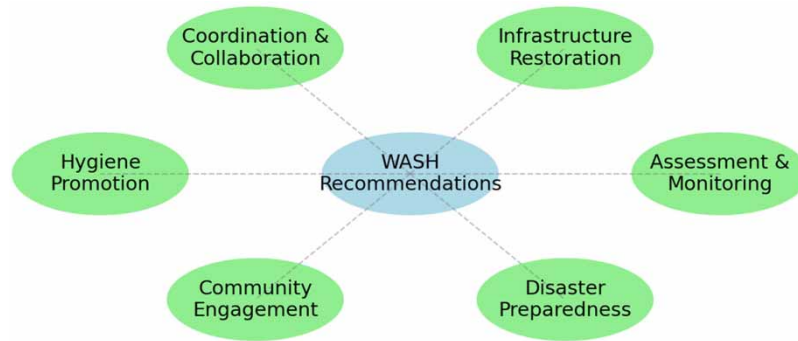 Coordination &
Collaboration
Infrastructure
Restoration
Hygiene
Promotion
WASH
Recommendations
Assessment &
Monitoring
Community
Engagement
Disaster
Preparedness